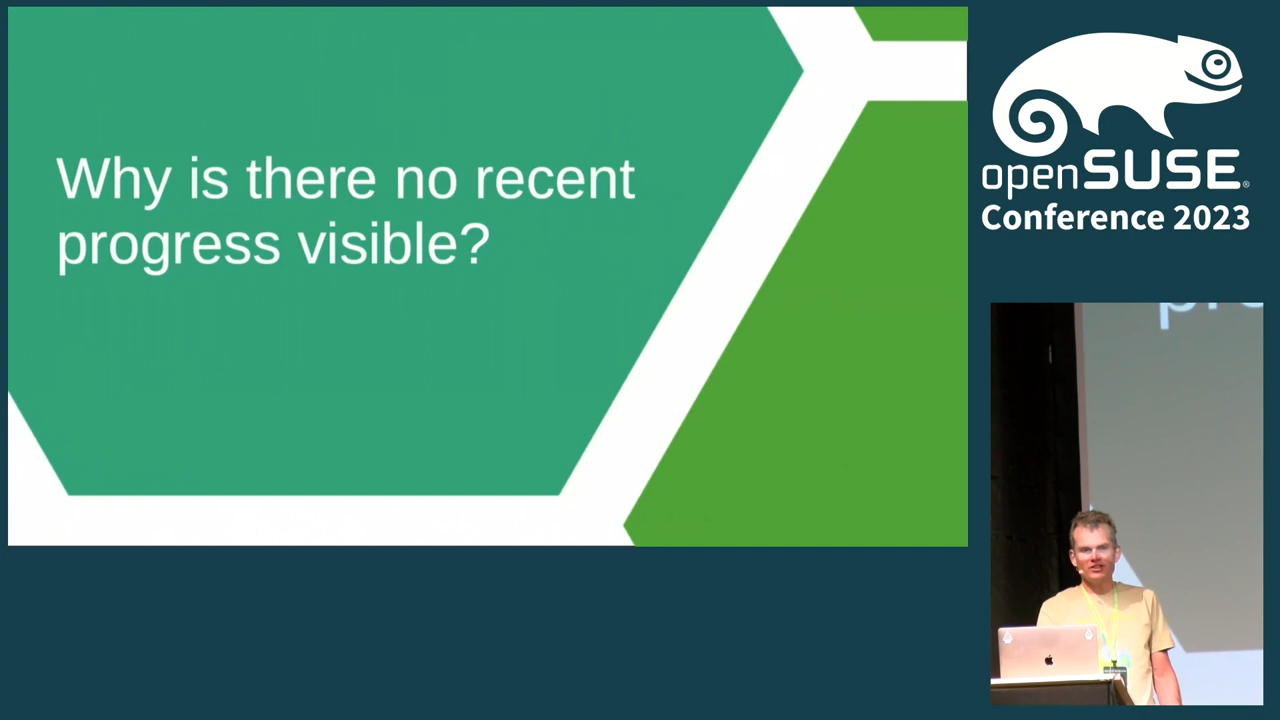 Why is there no recent
progress visible?
openSUSE®
Conference 2023